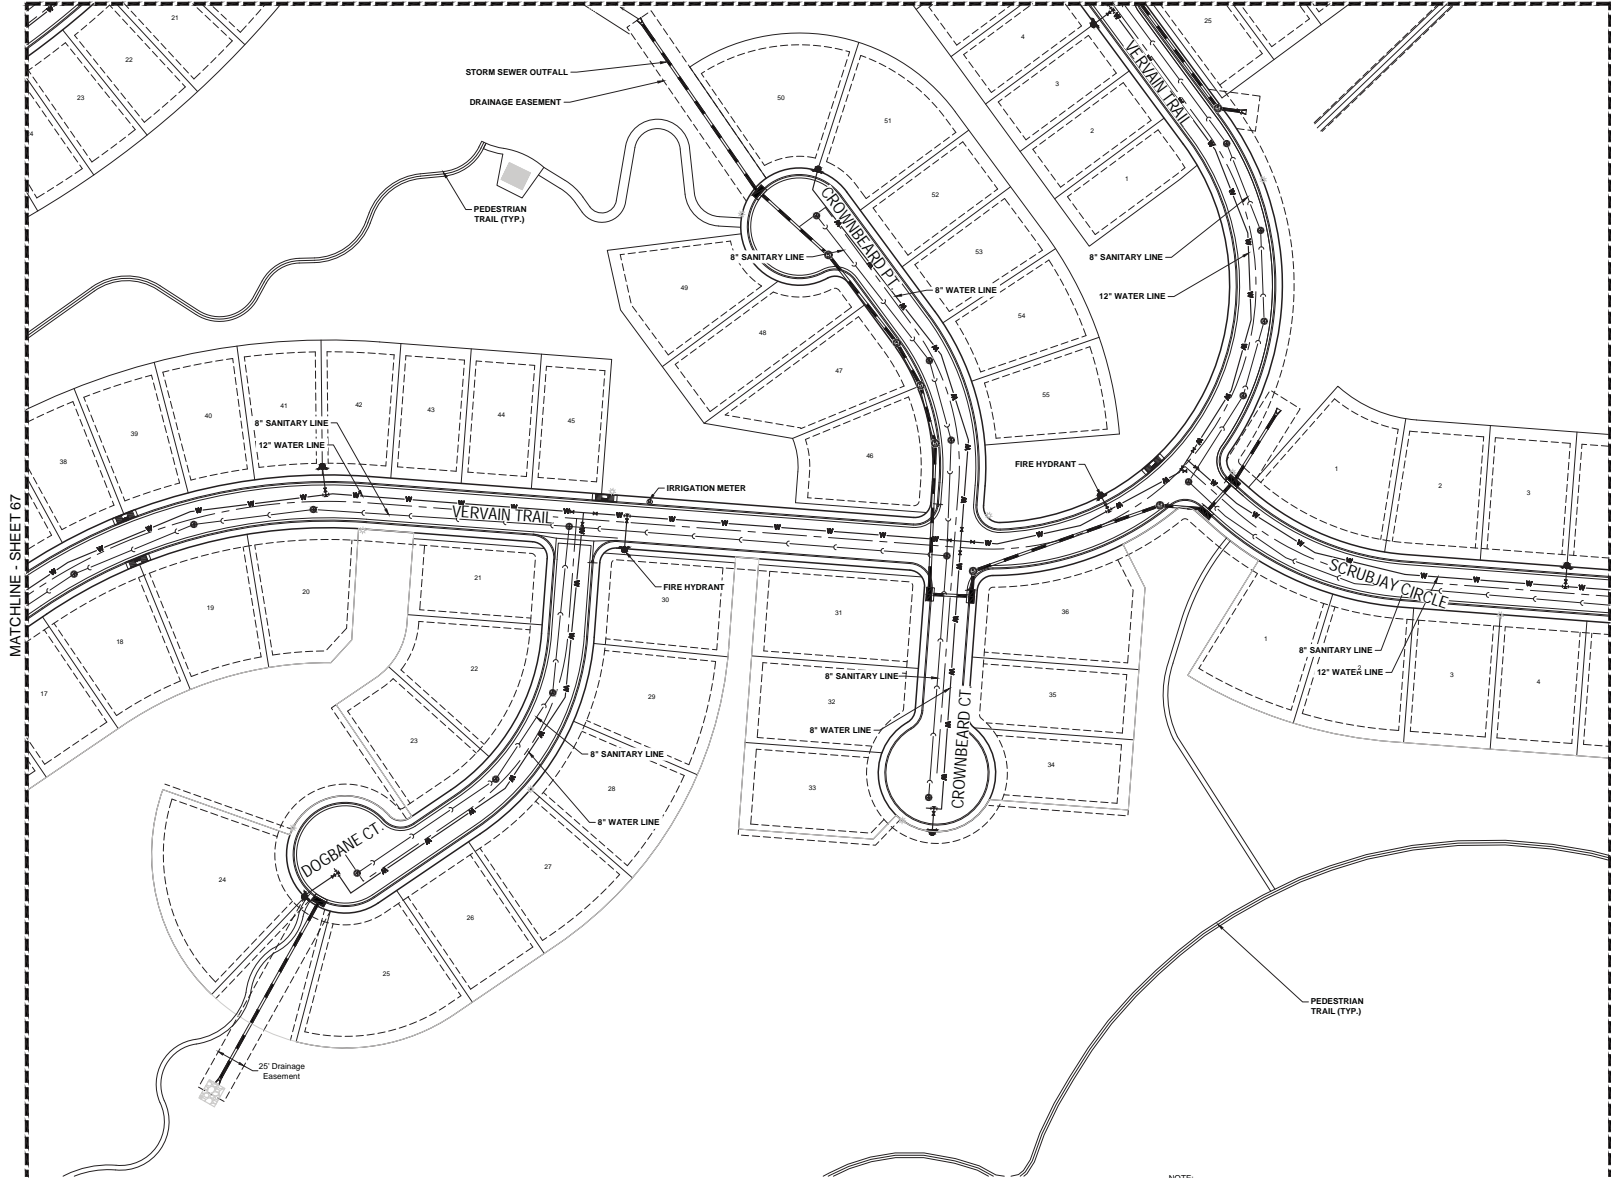 21
22
23
24
STORM SEWER OUTFALL
DRAINAGE EASEMENT
PEDESTRIAN
TRAIL (TYP.)
50
51
52
53
54
55
CROWNBEARD PT.
8" SANITARY LINE
8" WATER LINE
49
48
47
46
4
3
2
1
25
VERVAIN TRAIL
8" SANITARY LINE
12" WATER LINE
38
39
40
41
42
43
44
45
8" SANITARY LINE
12" WATER LINE
VERVAIN TRAIL
IRRIGATION METER
FIRE HYDRANT
FIRE HYDRANT
MATCHLINE - SHEET 67
17
18
19
20
21
22
23
24
25
26
27
28
29
30
8" SANITARY LINE
8" WATER LINE
DOGBANE CT.
25' Drainage
Easement
31
32
33
34
35
36
8" SANITARY LINE
8" WATER LINE
CROWNBEARD CT
1
2
3
SCRUBJAY CIRCLE
8" SANITARY LINE
12" WATER LINE
1
2
3
4
PEDESTRIAN
TRAIL (TYP.)
NOTE: